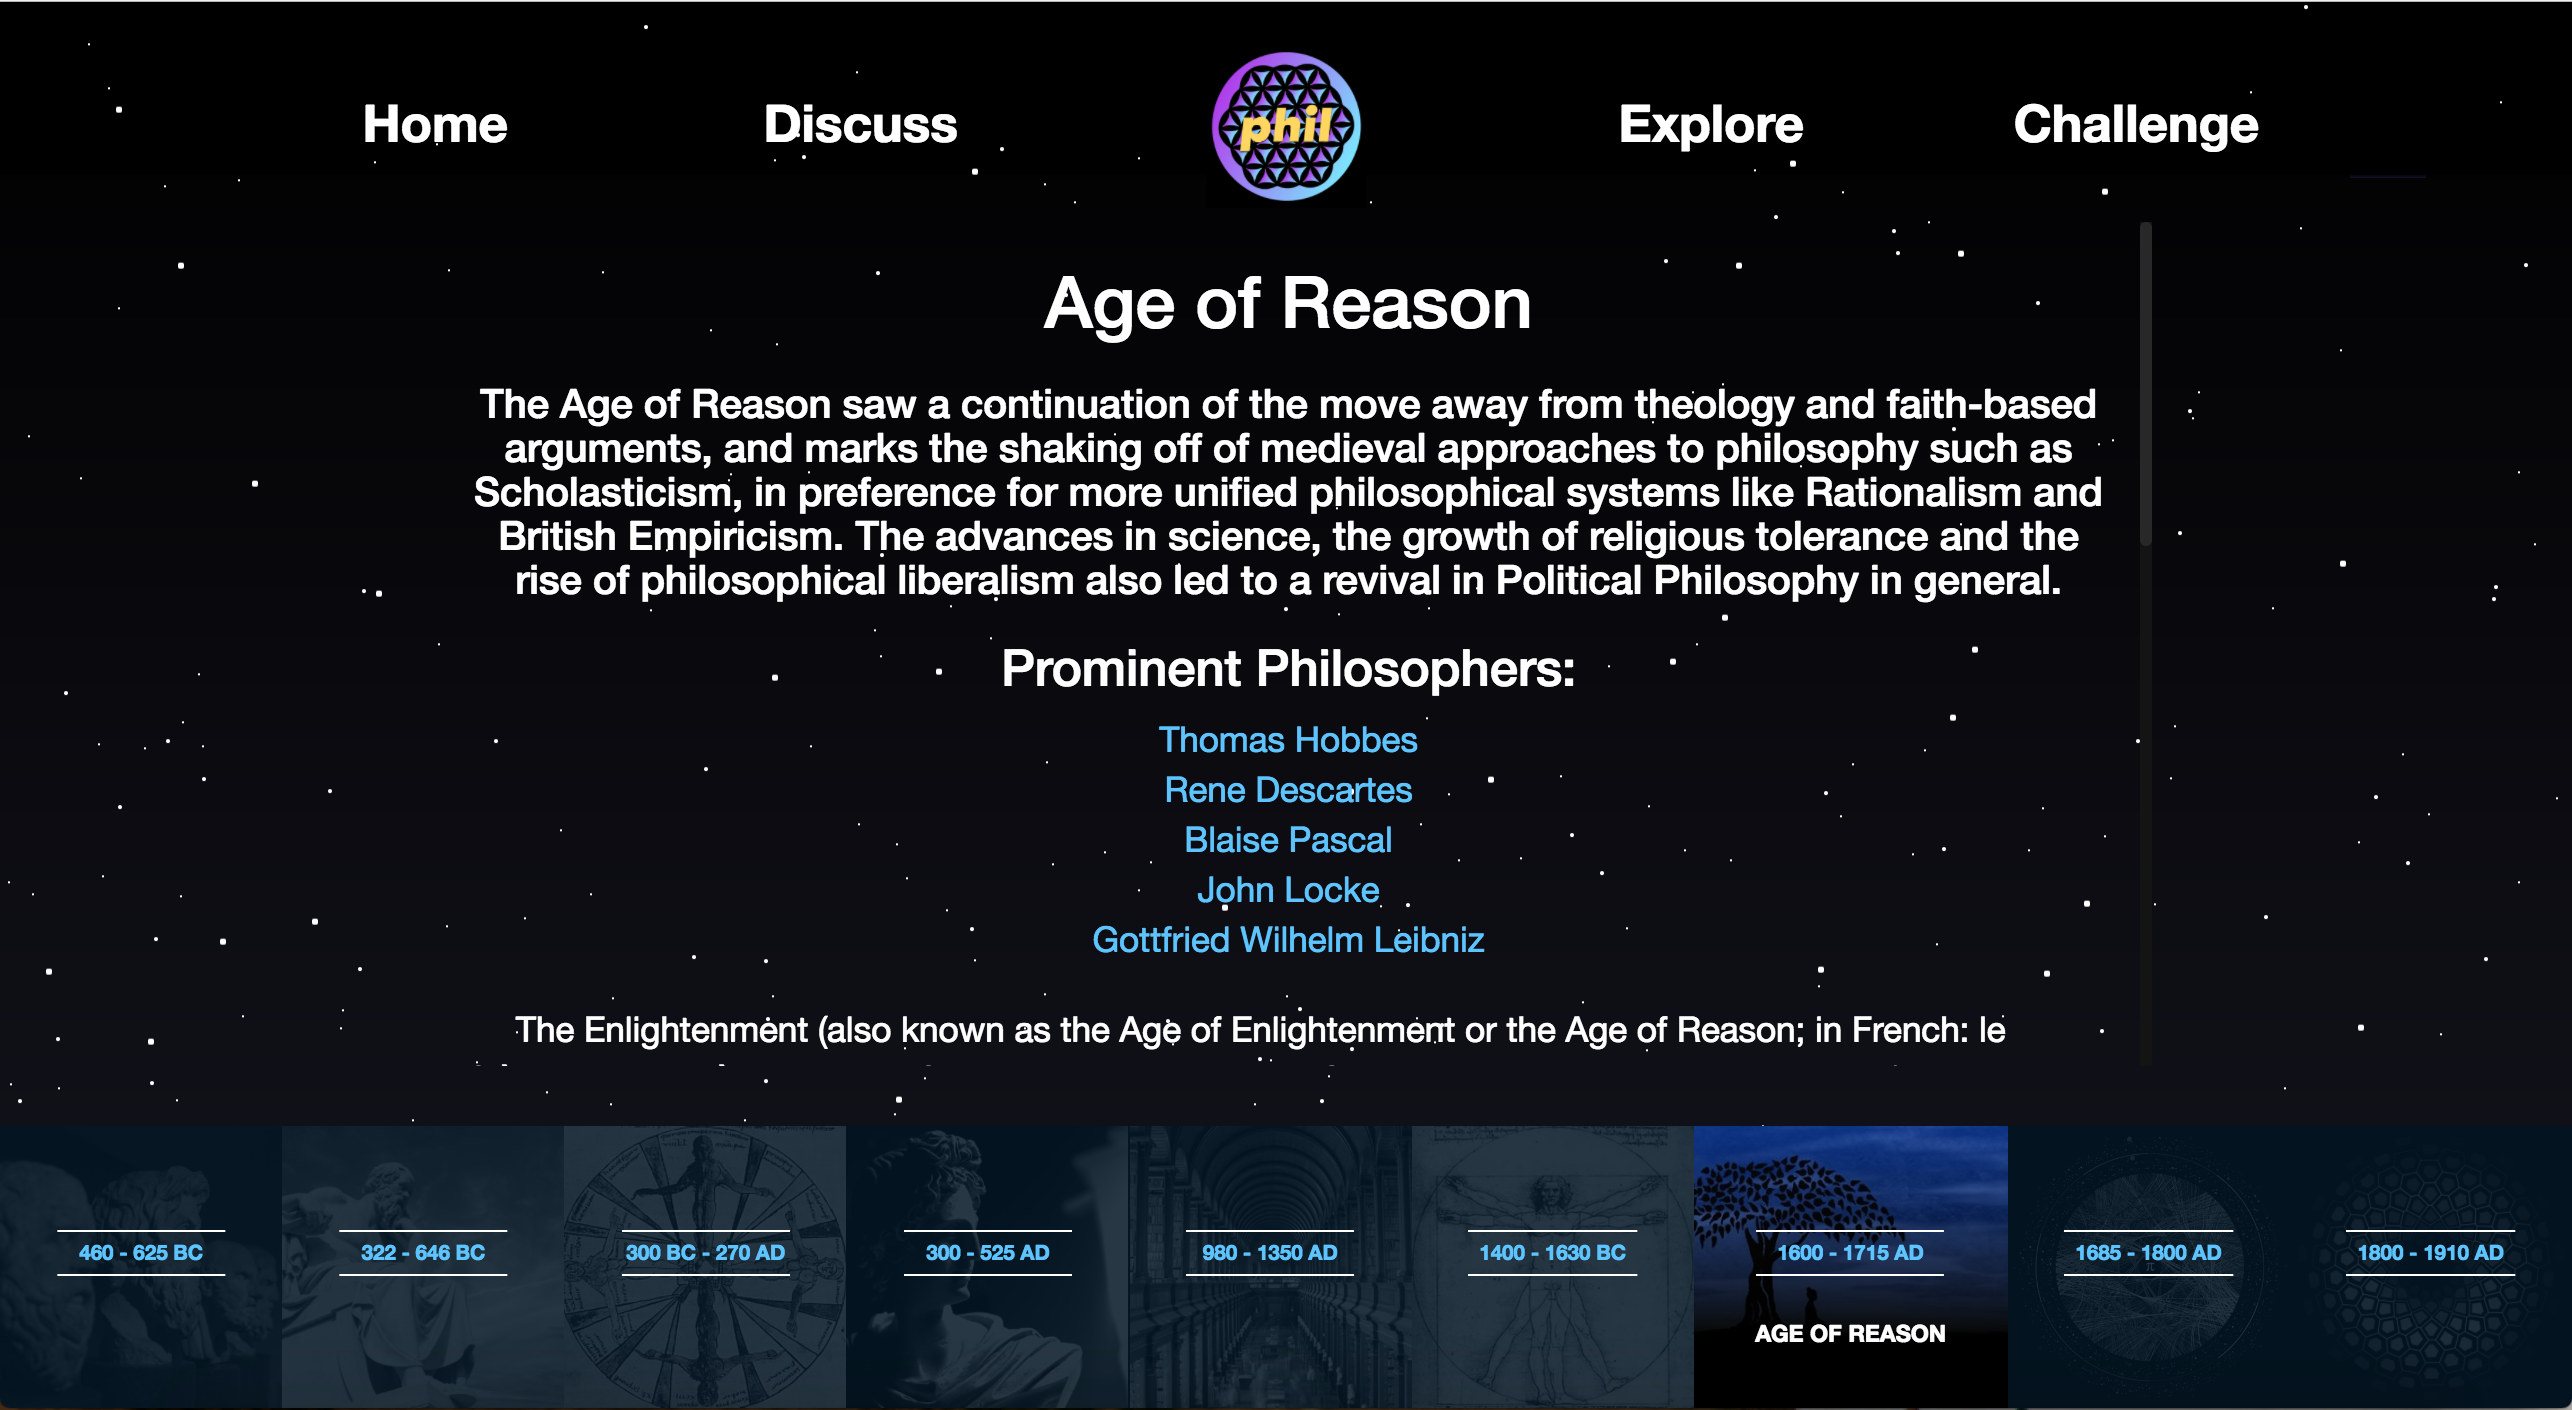 Home
Discuss
phil
Explore
Challenge
Age of Reason
The Age of Reason saw a continuation of the move away from theology and faith-based
arguments, and marks the shaking off of medieval approaches to philosophy such as
Scholasticism, in preference for more unified philosophical systems like Rationalism and
British Empiricism. The advances in science, the growth of religious tolerance and the
rise of philosophical liberalism also led to a revival in Political Philosophy in general.
Prominent Philosophers:
Thomas Hobbes
Rene Descartes
Blaise Pascal
John Locke
Gottfried Wilhelm Leibniz
The Enlightenment (also known as the Age of Enlightenment or the Age of Reason; in French: le
460 - 625 BC
322 - 646 BC
300 BC - 270 AD
300 - 525 AD
980 - 1350 AD
1400 - 1630 BC
1600 - 1715 AD
AGE OF REASON
1685 - 1800 AD
1800 - 1910 AD